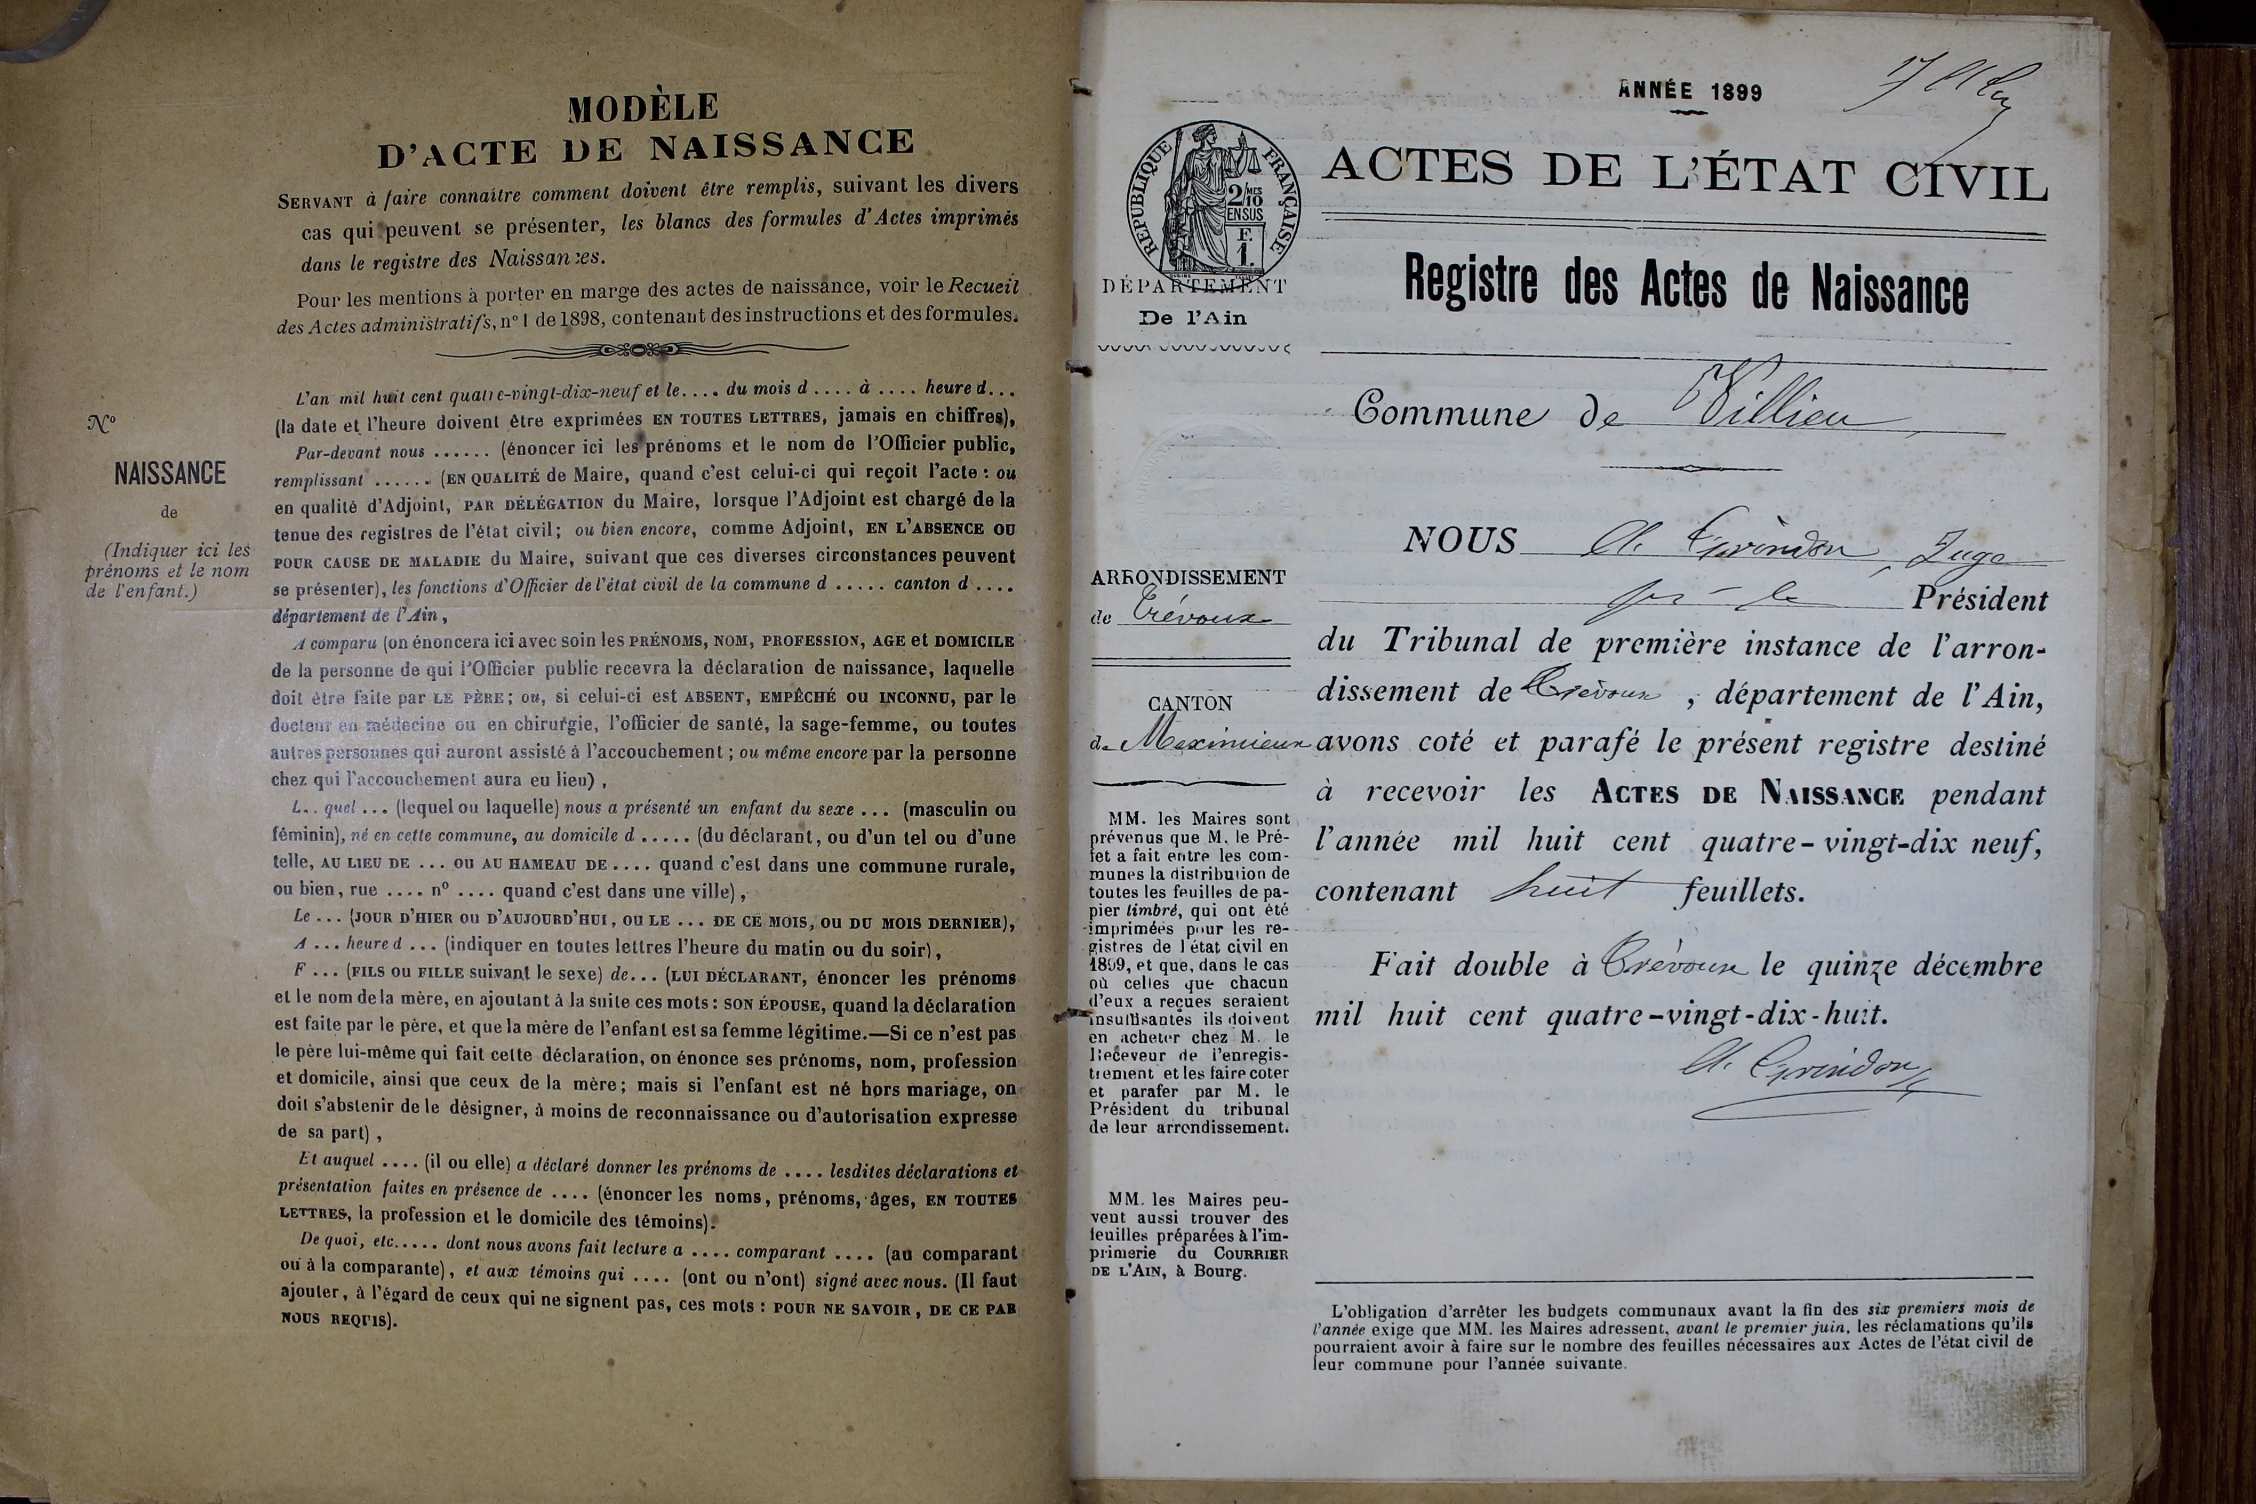 MODÈLE
D'ACTE DE NAISSANCE
SERVANT à faire connaître comment doivent être remplis, suivant les divers
cas qui peuvent se présenter, les blancs des formules d'Actes imprimés
dans le registre des Naissances.
Pour les mentions à porter en marge des actes de naissance, voir le Recueil
des Actes administratifs, n° 1 de 1898, contenant des instructions et des formules.
N°
NAISSANCE
de
(Indiquer ici les
prénoms et le nom
de l'enfant.)
L'an mil huit cent quatre-vingt-dix-neuf et le.... du mois d.... à.... heure d...
(la date et l'heure doivent être exprimées EN TOUTES LETTRES, jamais en chiffres),
Par-devant nous ...... (énoncer ici les prénoms et le nom de l'Officier public,
remplissant ...... (EN QUALITÉ de Maire, quand c'est celui-ci qui reçoit l'acte : ou
en qualité d'Adjoint, PAR DÉLÉGATION du Maire, lorsque l'Adjoint est chargé de la
tenue des registres de l'état civil; ou bien encore, comme Adjoint, EN L'ABSENCE OU
POUR CAUSE DE MALADIE du Maire, suivant que ces diverses circonstances peuvent
se présenter), les fonctions d'Officier de l'état civil de la commune d ..... canton d ....
département de l'Ain,
A comparu (on énoncera ici avec soin les PRÉNOMS, NOM, PROFESSION, AGE et DOMICILE
de la personne de qui l'Officier public recevra la déclaration de naissance, laquelle
doit être faite par LE PÈRE; ou, si celui-ci est ABSENT, EMPÊCHÉ OU INCONNU, par le
docteur en médecine ou en chirurgie, l'officier de santé, la sage-femme, ou toutes
autres personnes qui auront assisté à l'accouchement; ou même encore par la personne
chez qui l'accouchement aura eu lieu),
L.. quel ... (lequel ou laquelle) nous a présenté un enfant du sexe ... (masculin ou
féminin), né en cette commune, au domicile d ..... (du déclarant, ou d'un tel ou d'une
telle, AU LIEU DE ... OU AU HAMEAU DE .... quand c'est dans une commune rurale,
ou bien, rue .... n° .... quand c'est dans une ville),
Le ... (JOUR D'HIER OU D'AUJOURD'HUI, OU LE ... DE CE MOIS, OU DU MOIS DERNIER),
A ... heure d ... (indiquer en toutes lettres l'heure du matin ou du soir),
F ... (FILS ou FILLE suivant le sexe) de... (LUI DÉCLARANT, énoncer les prénoms
et le nom de la mère, en ajoutant à la suite ces mots : SON ÉPOUSE, quand la déclaration
est faite par le père, et que la mère de l'enfant est sa femme légitime.—Si ce n'est pas
le père lui-même qui fait cette déclaration, on énonce ses prénoms, nom, profession
et domicile, ainsi que ceux de la mère; mais si l'enfant est né hors mariage, on
doit s'abstenir de le désigner, à moins de reconnaissance ou d'autorisation expresse
de sa part),
Et auquel .... (il ou elle) a déclaré donner les prénoms de .... lesdites déclarations et
présentation faites en présence de .... (énoncer les noms, prénoms, âges, EN TOUTES
LETTRES, la profession et le domicile des témoins).
De quoi, etc..... dont nous avons fait lecture a .... comparant .... (au comparant
ou à la comparante), et aux témoins qui .... (ont ou n'ont) signé avec nous. (Il faut
ajouter, à l'égard de ceux qui ne signent pas, ces mots : POUR NE SAVOIR, DE CE PAR
NOUS REQUIS).
ANNÉE 1899
RÉPUBLIQUE FRANÇAISE
2/10 MES
EN SUS
F.
1.
DÉPARTEMENT
De l'Ain
ACTES DE L'ÉTAT CIVIL
Registre des Actes de Naissance
Commune de Villieu
ARRONDISSEMENT
de Trévoux
CANTON
de Meximieux
MM. les Maires sont
prévenus que M. le Pré-
fet a fait entre les com-
munes la distribution de
toutes les feuilles de pa-
pier timbré, qui ont été
imprimées pour les re-
gistres de l'état civil en
1899, et que, dans le cas
où celles que chacun
d'eux a reçues seraient
insuffisantes ils doivent
en acheter chez M. le
Receveur de l'enregis-
trement et les faire coter
et parafer par M. le
Président du tribunal
de leur arrondissement.
MM. les Maires peu-
vent aussi trouver des
feuilles préparées à l'im-
primerie du COURRIER
DE L'AIN, à Bourg.
NOUS A. Grindon, Juge
pr le Président
du Tribunal de première instance de l'arron-
dissement de Trévoux, département de l'Ain,
avons coté et parafé le présent registre destiné
à recevoir les ACTES DE NAISSANCE pendant
l'année mil huit cent quatre-vingt-dix neuf,
contenant huit feuillets.
Fait double à Trévoux le quinze décembre
mil huit cent quatre-vingt-dix-huit.
A. Grindon
L'obligation d'arrêter les budgets communaux avant la fin des six premiers mois de
l'année exige que MM. les Maires adressent, avant le premier juin, les réclamations qu'ils
pourraient avoir à faire sur le nombre des feuilles nécessaires aux Actes de l'état civil de
leur commune pour l'année suivante.